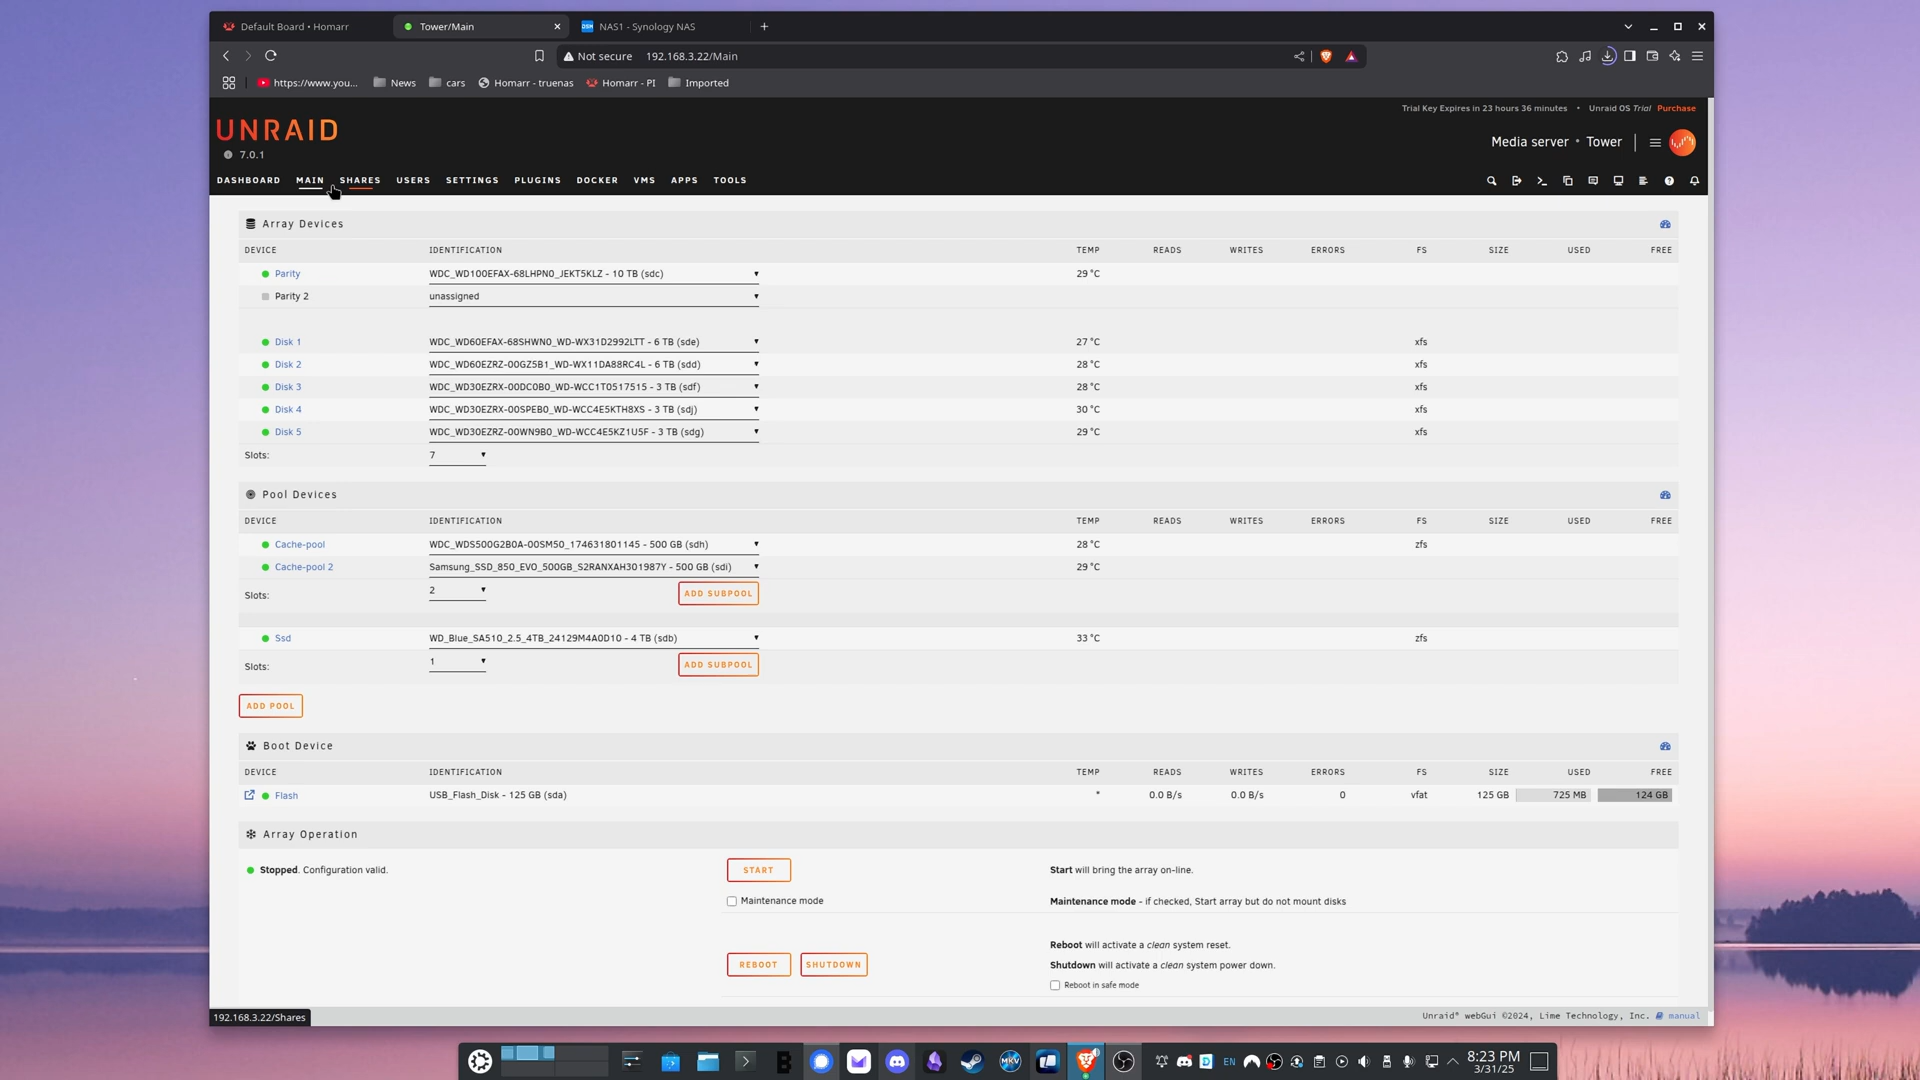 Default Board • Homarr
Tower/Main
NAS1 - Synology NAS
Not secure 192.168.3.22/Main
https://www.you...
News
cars
Homarr - truenas
Homarr - PI
Imported
Trial Key Expires in 23 hours 36 minutes • Unraid OS Trial Purchase
UNRAID
7.0.1
Media server • Tower
DASHBOARD MAIN SHARES USERS SETTINGS PLUGINS DOCKER VMS APPS TOOLS
Array Devices
DEVICE IDENTIFICATION TEMP READS WRITES ERRORS FS SIZE USED FREE
Parity WDC_WD100EFAX-68LHPN0_JEKT5KLZ - 10 TB (sdc) 29 °C
Parity 2 unassigned
Disk 1 WDC_WD60EFAX-68SHWN0_WD-WX31D2992LTT - 6 TB (sde) 27 °C xfs
Disk 2 WDC_WD60EZRZ-00GZ5B1_WD-WX11DA88RC4L - 6 TB (sdd) 28 °C xfs
Disk 3 WDC_WD30EZRX-00DC0B0_WD-WCC1T0517515 - 3 TB (sdf) 28 °C xfs
Disk 4 WDC_WD30EZRX-00SPEB0_WD-WCC4E5KTH8XS - 3 TB (sdj) 30 °C xfs
Disk 5 WDC_WD30EZRZ-00WN9B0_WD-WCC4E5KZ1U5F - 3 TB (sdg) 29 °C xfs
Slots: 7
Pool Devices
DEVICE IDENTIFICATION TEMP READS WRITES ERRORS FS SIZE USED FREE
Cache-pool WDC_WDS500G2B0A-00SM50_174631801145 - 500 GB (sdh) 28 °C zfs
Cache-pool 2 Samsung_SSD_850_EVO_500GB_S2RANXAH301987Y - 500 GB (sdi) 29 °C
Slots: 2 ADD SUBPOOL
Ssd WD_Blue_SA510_2.5_4TB_24129M4A0D10 - 4 TB (sdb) 33 °C zfs
Slots: 1 ADD SUBPOOL
ADD POOL
Boot Device
DEVICE IDENTIFICATION TEMP READS WRITES ERRORS FS SIZE USED FREE
Flash USB_Flash_Disk - 125 GB (sda) * 0.0 B/s 0.0 B/s 0 vfat 125 GB 725 MB 124 GB
Array Operation
Stopped. Configuration valid. START Start will bring the array on-line.
Maintenance mode Maintenance mode - if checked, Start array but do not mount disks
Reboot will activate a clean system reset.
REBOOT SHUTDOWN Shutdown will activate a clean system power down.
Reboot in safe mode
192.168.3.22/Shares
Unraid® webGui ©2024, Lime Technology, Inc. manual
MKV
EN
8:23 PM
3/31/25